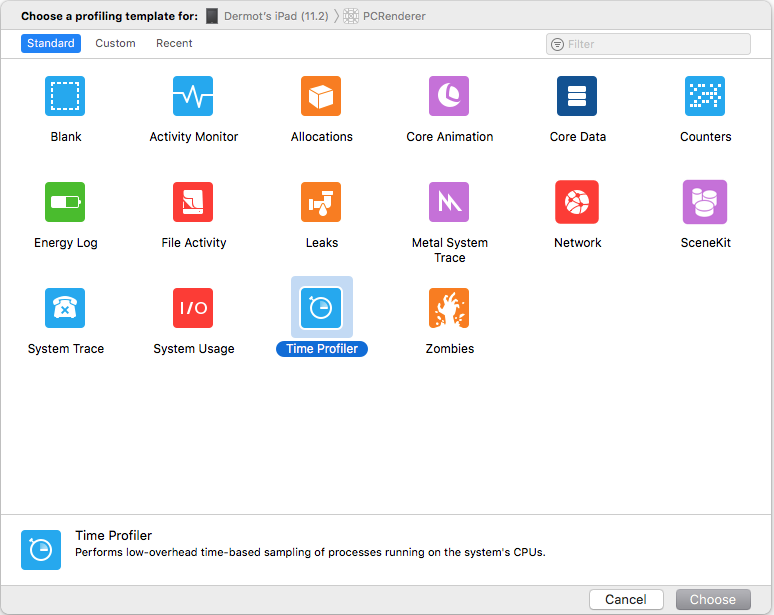 Choose a profiling template for: Dermot's iPad (11.2) PCRenderer
Standard Custom Recent Filter
Blank Activity Monitor Allocations Core Animation Core Data Counters
Energy Log File Activity Leaks Metal System Trace Network SceneKit
I/O
System Trace System Usage Time Profiler Zombies
Time Profiler
Performs low-overhead time-based sampling of processes running on the system's CPUs.
Cancel Choose